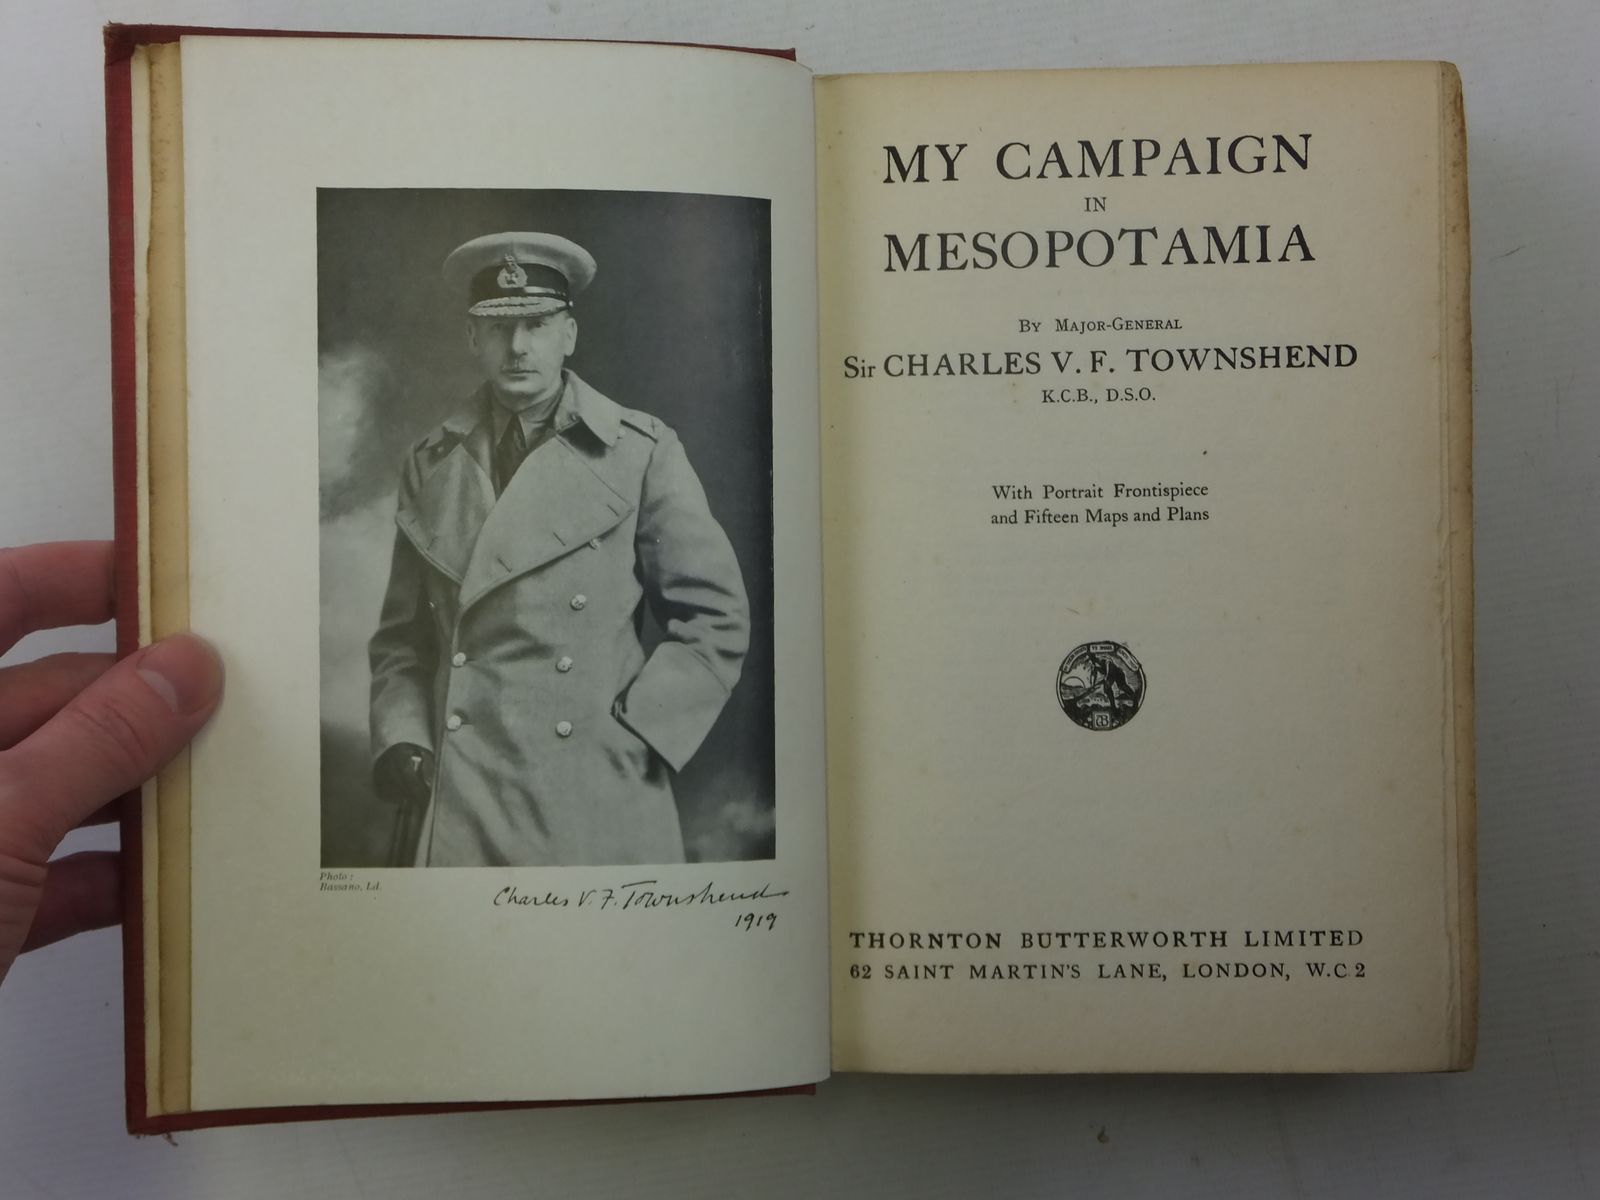 Photo:
Bassano, Ld.
Charles V. F. Townshend
1919
MY CAMPAIGN
IN
MESOPOTAMIA
By Major-General
Sir CHARLES V. F. TOWNSHEND
K.C.B., D.S.O.
With Portrait Frontispiece
and Fifteen Maps and Plans
THORNTON BUTTERWORTH LIMITED
62 SAINT MARTIN'S LANE, LONDON, W.C.2